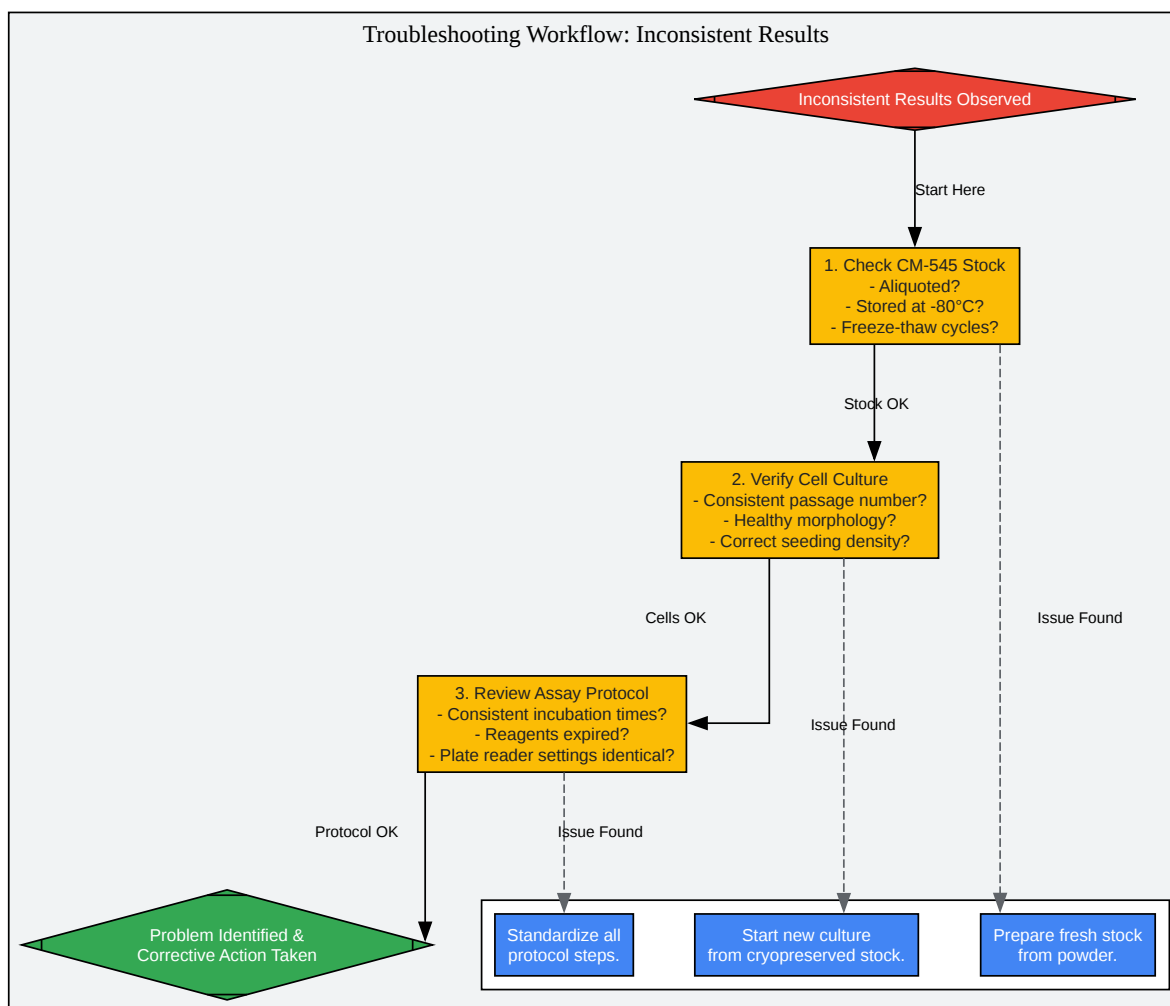 Troubleshooting Workflow: Inconsistent Results
Inconsistent Results Observed
Start Here
1. Check CM-545 Stock
- Aliquoted?
- Stored at -80°C?
- Freeze-thaw cycles?
Stock OK
2. Verify Cell Culture
- Consistent passage number?
- Healthy morphology?
- Correct seeding density?
Cells OK
Issue Found
3. Review Assay Protocol
- Consistent incubation times?
- Reagents expired?
- Plate reader settings identical?
Issue Found
Protocol OK
Issue Found
Problem Identified &
Corrective Action Taken
Standardize all
protocol steps.
Start new culture
from cryopreserved stock.
Prepare fresh stock
from powder.